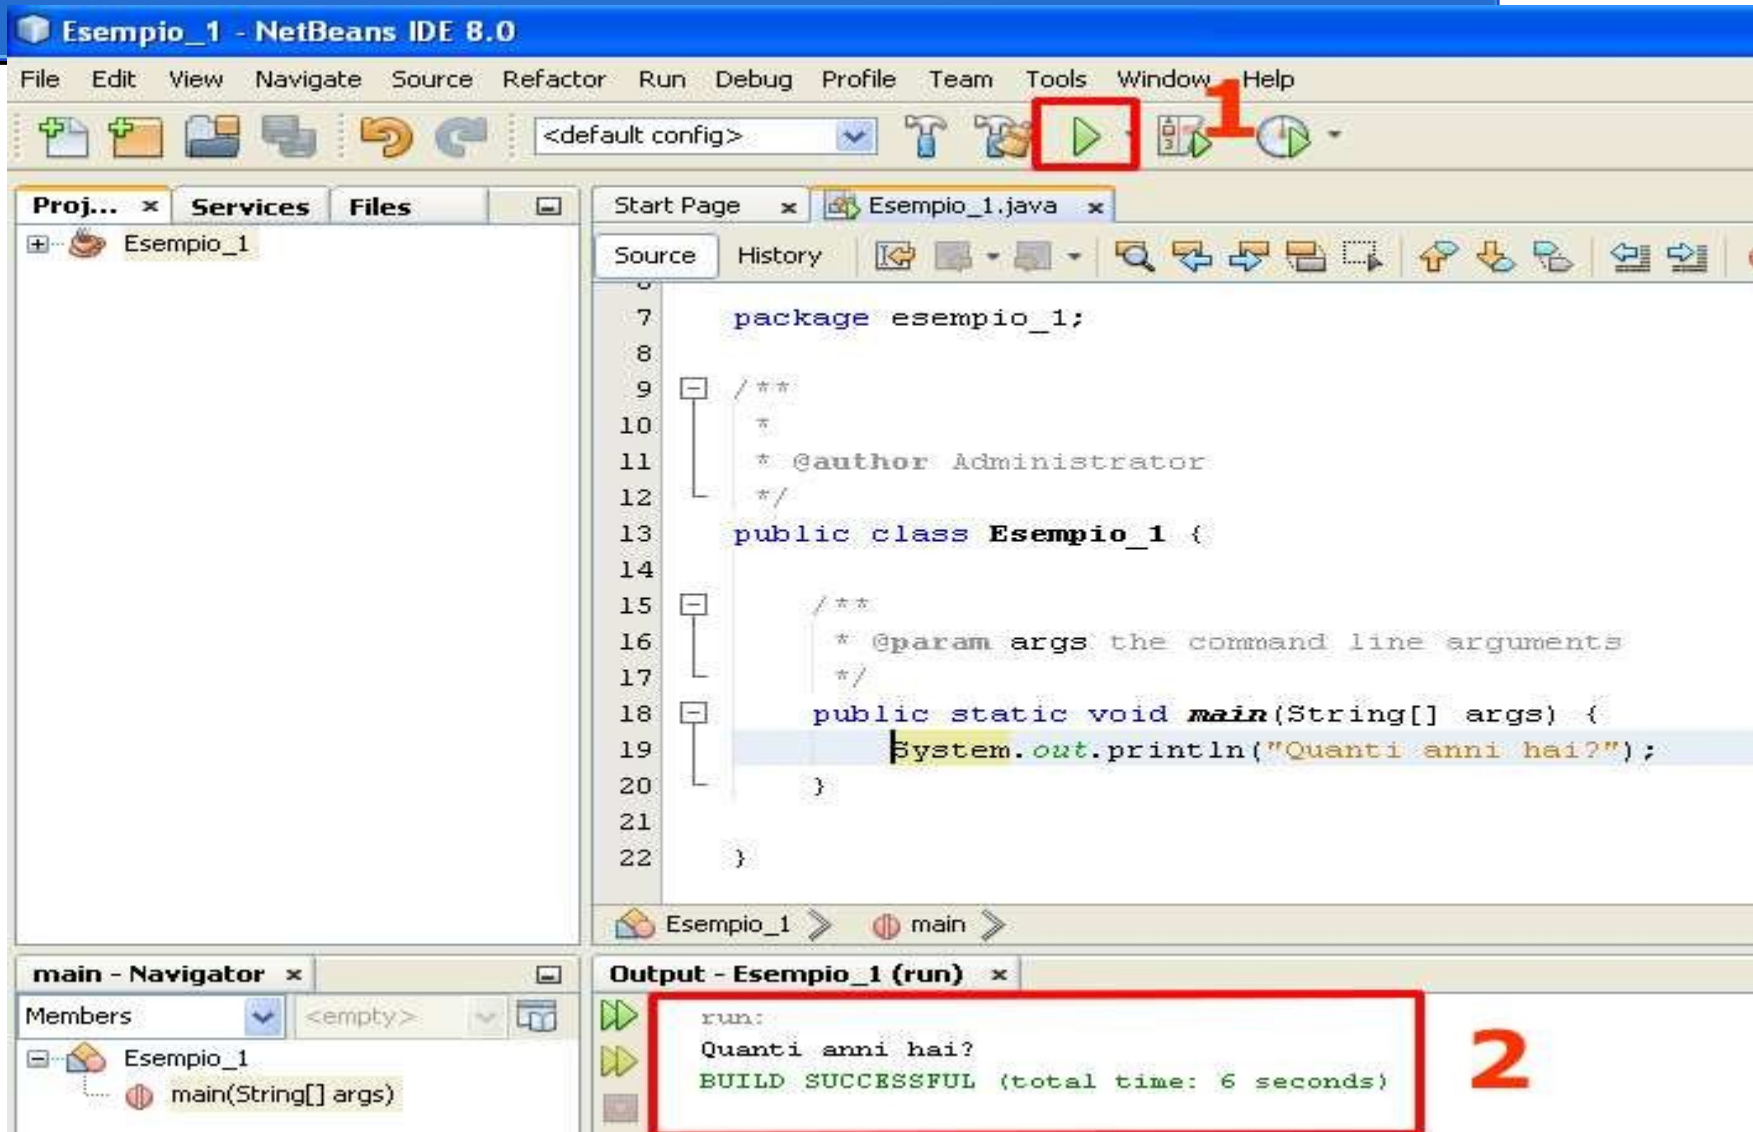 Esempio_1 - NetBeans IDE 8.0
File Edit View Navigate Source Refactor Run Debug Profile Team Tools Window Help
1
<default config>
Proj... Services Files
Start Page Esempio_1.java
Esempio_1
Source History
7 package esempio_1;
8
9 /**
10 *
11 * @author Administrator
12 */
13 public class Esempio_1 {
14
15 /**
16 * @param args the command line arguments
17 */
18 public static void main(String[] args) {
19 System.out.println("Quanti anni hai?");
20 }
21
22 }
Esempio_1 main
main - Navigator
Members <empty>
Esempio_1
main(String[] args)
Output - Esempio_1 (run)
run:
Quanti anni hai?
BUILD SUCCESSFUL (total time: 6 seconds)
2